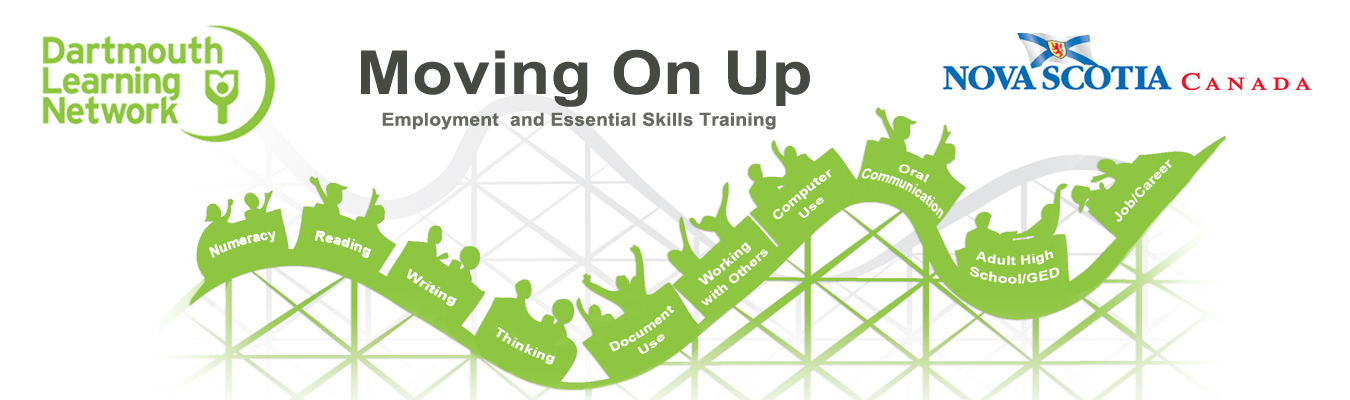 Dartmouth
Learning
Network
Moving On Up
Employment and Essential Skills Training
NOVA SCOTIA CANADA
Numeracy
Reading
Writing
Thinking
Document
Use
Working
with Others
Computer
Use
Oral
Communication
Adult High
School/GED
Job/Career